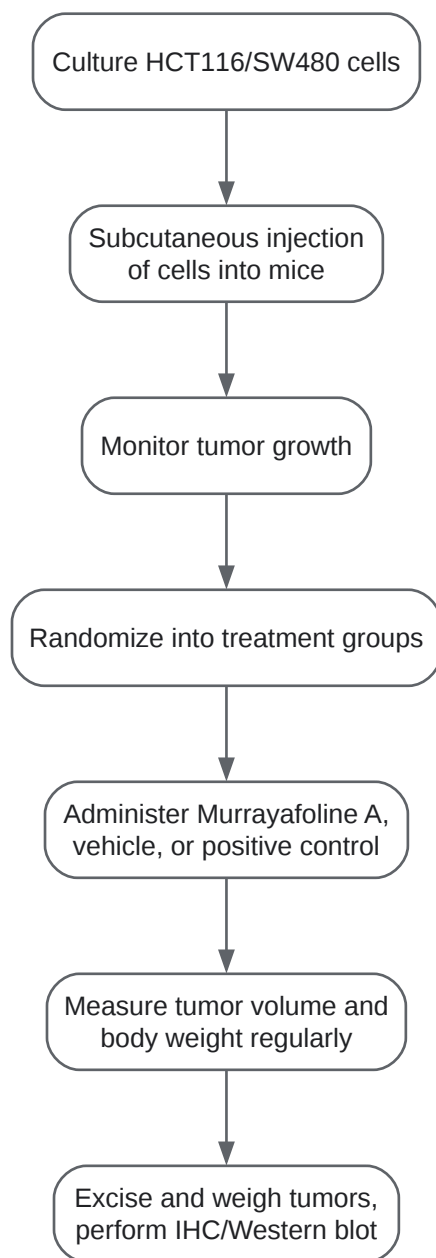 Culture HCT116/SW480 cells
Subcutaneous injection
of cells into mice
Monitor tumor growth
Randomize into treatment groups
Administer Murrayafoline A,
vehicle, or positive control
Measure tumor volume and
body weight regularly
Excise and weigh tumors,
perform IHC/Western blot